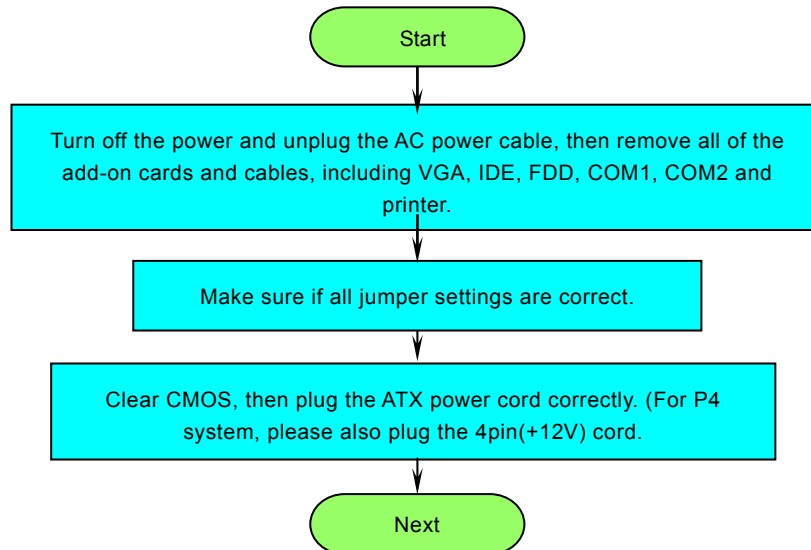 Start
Turn off the power and unplug the AC power cable, then remove all of the
add-on cards and cables, including VGA, IDE, FDD, COM1, COM2 and
printer.
Make sure if all jumper settings are correct.
Clear CMOS, then plug the ATX power cord correctly. (For P4
system, please also plug the 4pin(+12V) cord.
Next